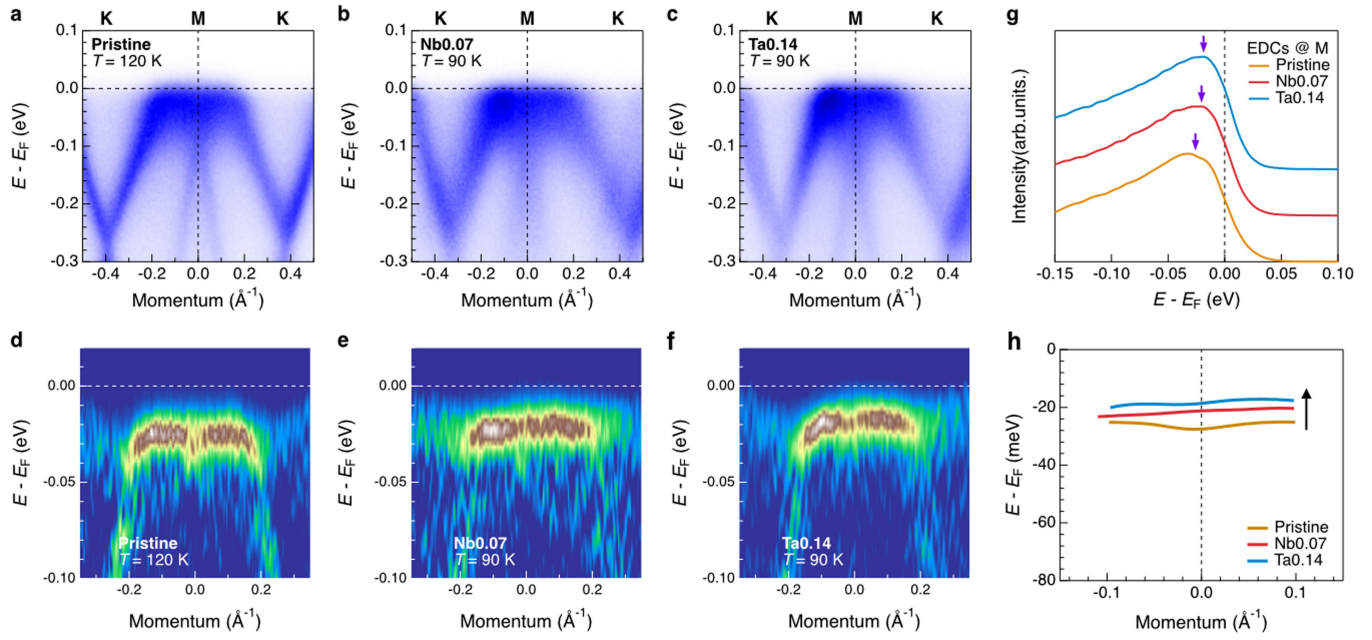 a K M K
Pristine
T = 120 K
0.1
0.0
-0.1
-0.2
-0.3
E - EF (eV)
-0.4 -0.2 0.0 0.2 0.4
Momentum (Å-1)
b K M K
Nb0.07
T = 90 K
0.1
0.0
-0.1
-0.2
-0.3
E - EF (eV)
-0.4 -0.2 0.0 0.2 0.4
Momentum (Å-1)
c K M K
Ta0.14
T = 90 K
0.1
0.0
-0.1
-0.2
-0.3
E - EF (eV)
-0.4 -0.2 0.0 0.2 0.4
Momentum (Å-1)
g
EDCs @ M
Pristine
Nb0.07
Ta0.14
Intensity(arb.units.)
-0.15 -0.10 -0.05 0.00 0.05 0.10
E - EF (eV)
d
0.00
-0.05
-0.10
E - EF (eV)
Pristine
T = 120 K
-0.2 0.0 0.2
Momentum (Å-1)
e
0.00
-0.05
-0.10
E - EF (eV)
Nb0.07
T = 90 K
-0.2 0.0 0.2
Momentum (Å-1)
f
0.00
-0.05
-0.10
E - EF (eV)
Ta0.14
T = 90 K
-0.2 0.0 0.2
Momentum (Å-1)
h
0
-20
-40
-60
-80
E - EF (meV)
Pristine
Nb0.07
Ta0.14
-0.1 0.0 0.1
Momentum (Å-1)